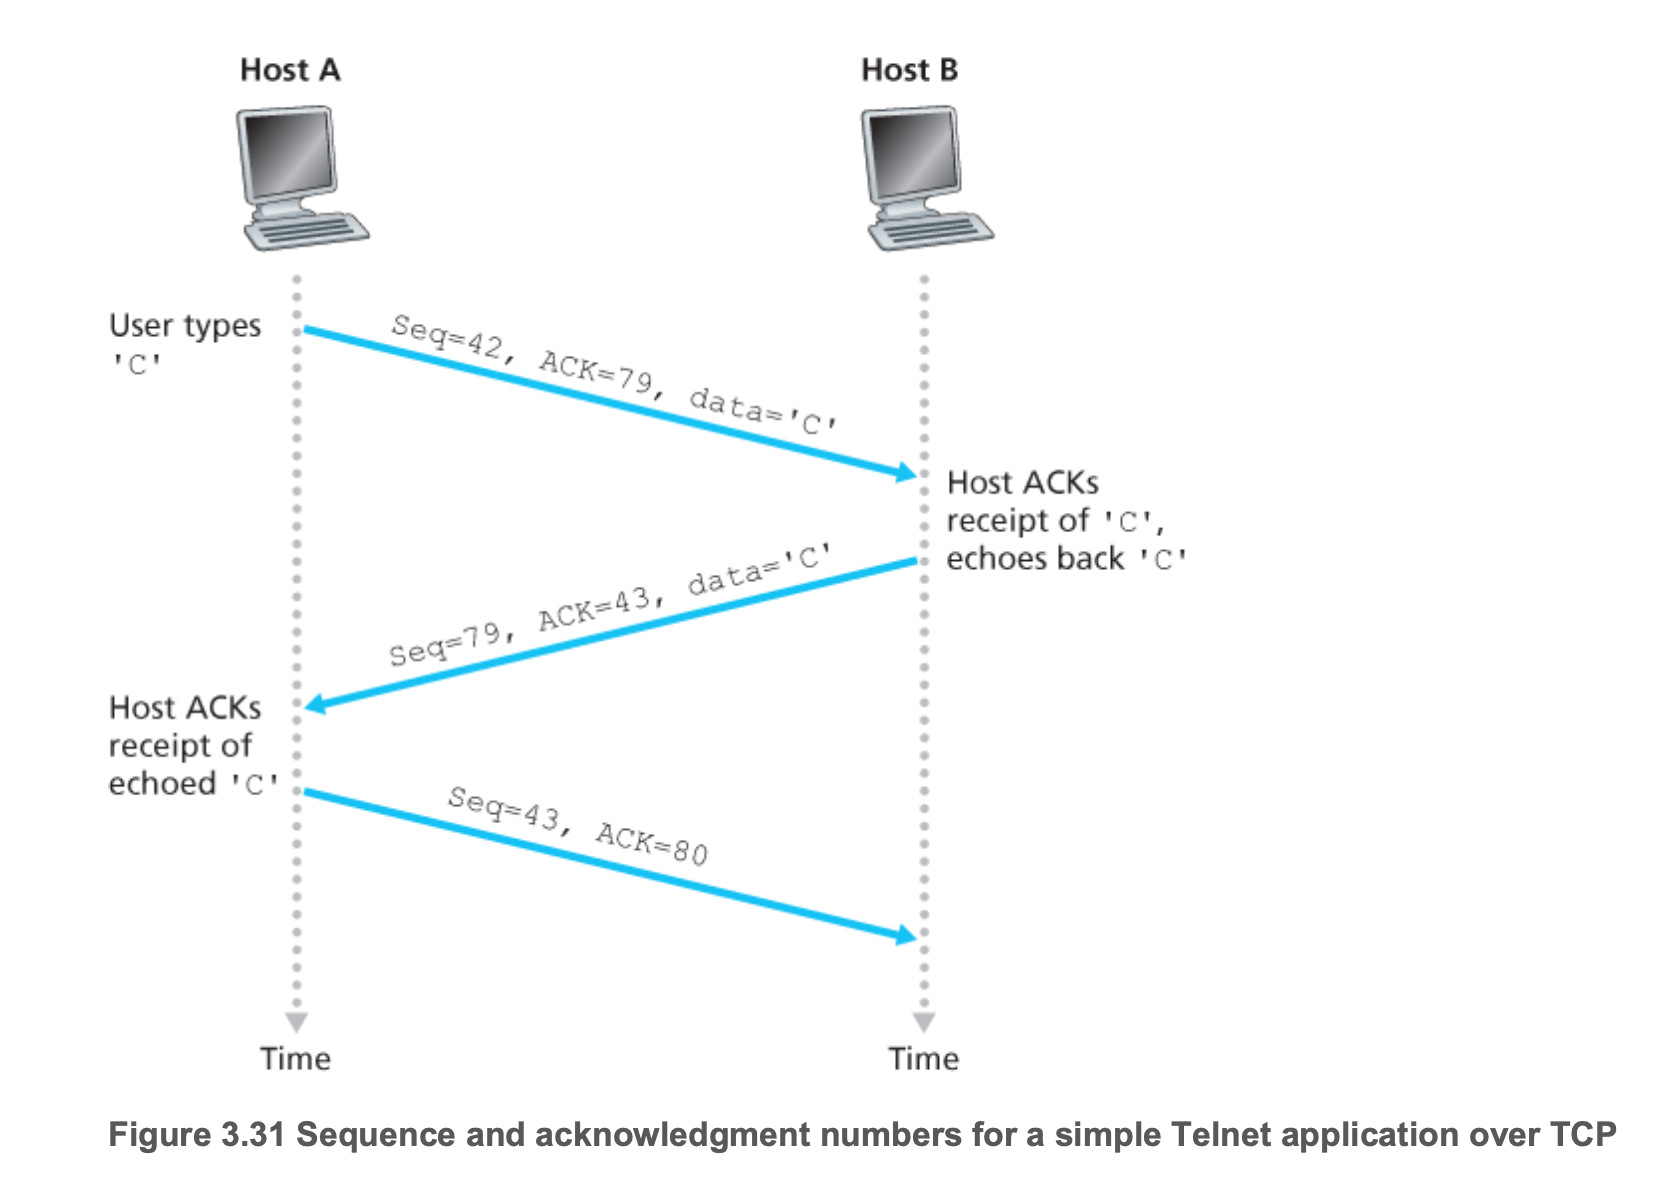 Host A
Host B
User types
'C'
Seq=42, ACK=79, data='C'
Host ACKs
receipt of 'C',
echoes back 'C'
Seq=79, ACK=43, data='C'
Host ACKs
receipt of
echoed 'C'
Seq=43, ACK=80
Time
Time
Figure 3.31 Sequence and acknowledgment numbers for a simple Telnet application over TCP